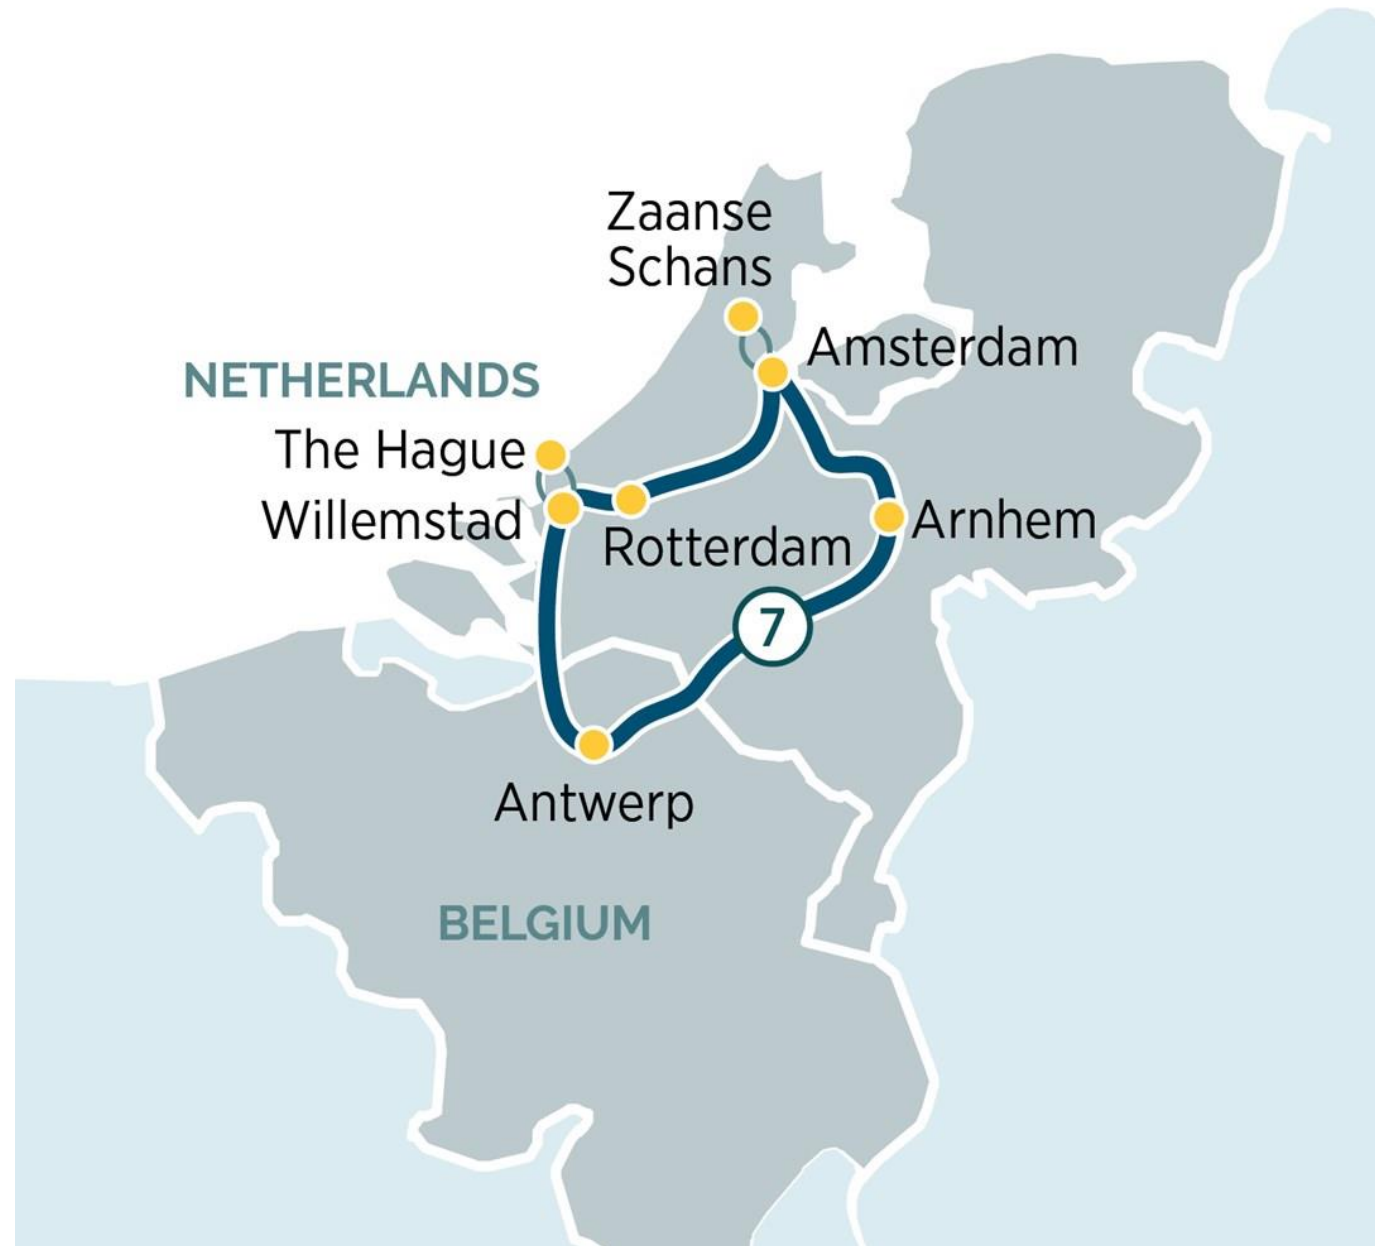 Zaanse
Schans
Amsterdam
NETHERLANDS
The Hague
Willemstad
Rotterdam
Arnhem
7
Antwerp
BELGIUM